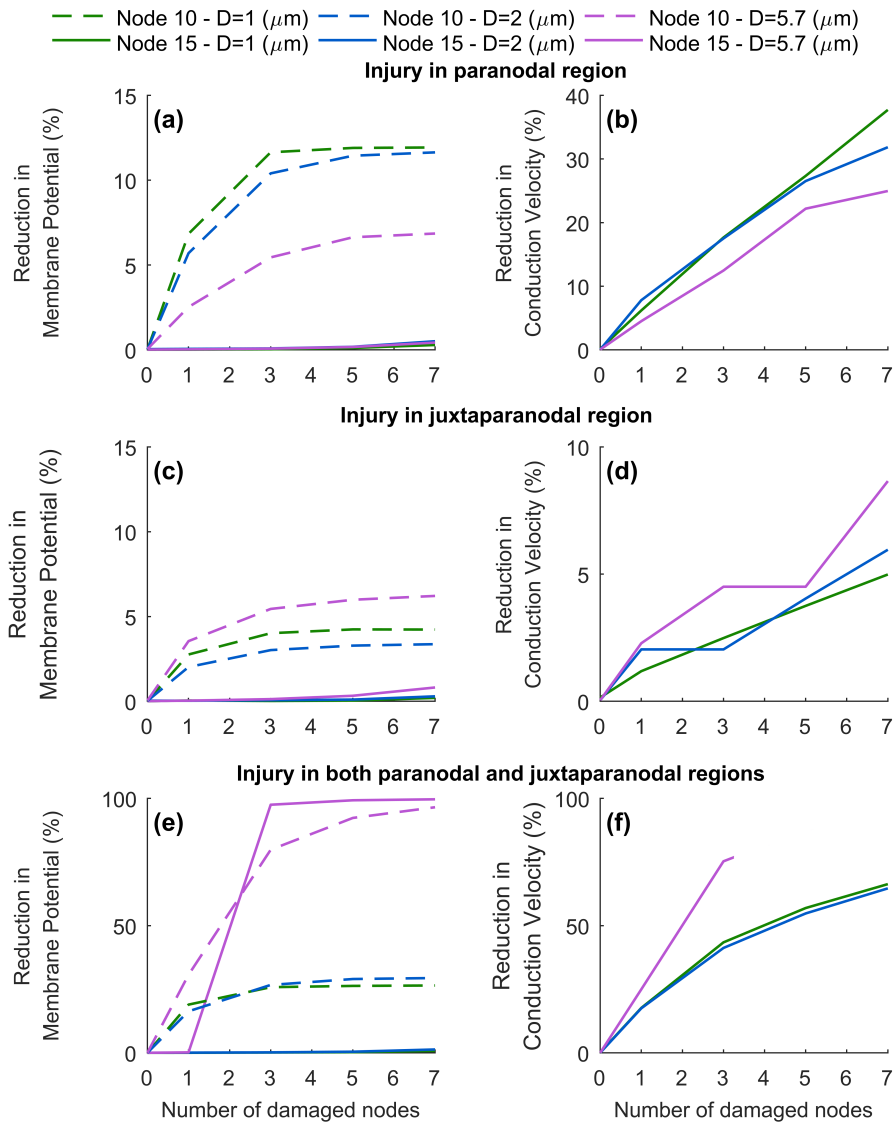 Node 10 - D=1 (μm) Node 10 - D=2 (μm) Node 10 - D=5.7 (μm)
Node 15 - D=1 (μm) Node 15 - D=2 (μm) Node 15 - D=5.7 (μm)
Injury in paranodal region
(a)
Reduction in
Membrane Potential (%)
15
10
5
0
0 1 2 3 4 5 6 7
(b)
Reduction in
Conduction Velocity (%)
40
30
20
10
0
0 1 2 3 4 5 6 7
Injury in juxtaparanodal region
(c)
Reduction in
Membrane Potential (%)
15
10
5
0
0 1 2 3 4 5 6 7
(d)
Reduction in
Conduction Velocity (%)
10
5
0
0 1 2 3 4 5 6 7
Injury in both paranodal and juxtaparanodal regions
(e)
Reduction in
Membrane Potential (%)
100
50
0
0 1 2 3 4 5 6 7
Number of damaged nodes
(f)
Reduction in
Conduction Velocity (%)
100
50
0
0 1 2 3 4 5 6 7
Number of damaged nodes